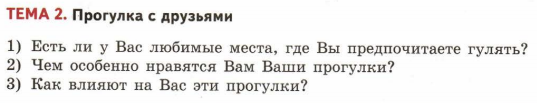 ТЕМА 2. Прогулка с друзьями
1) Есть ли у Вас любимые места, где Вы предпочитаете гулять?
2) Чем особенно нравятся Вам Ваши прогулки?
3) Как влияют на Вас эти прогулки?